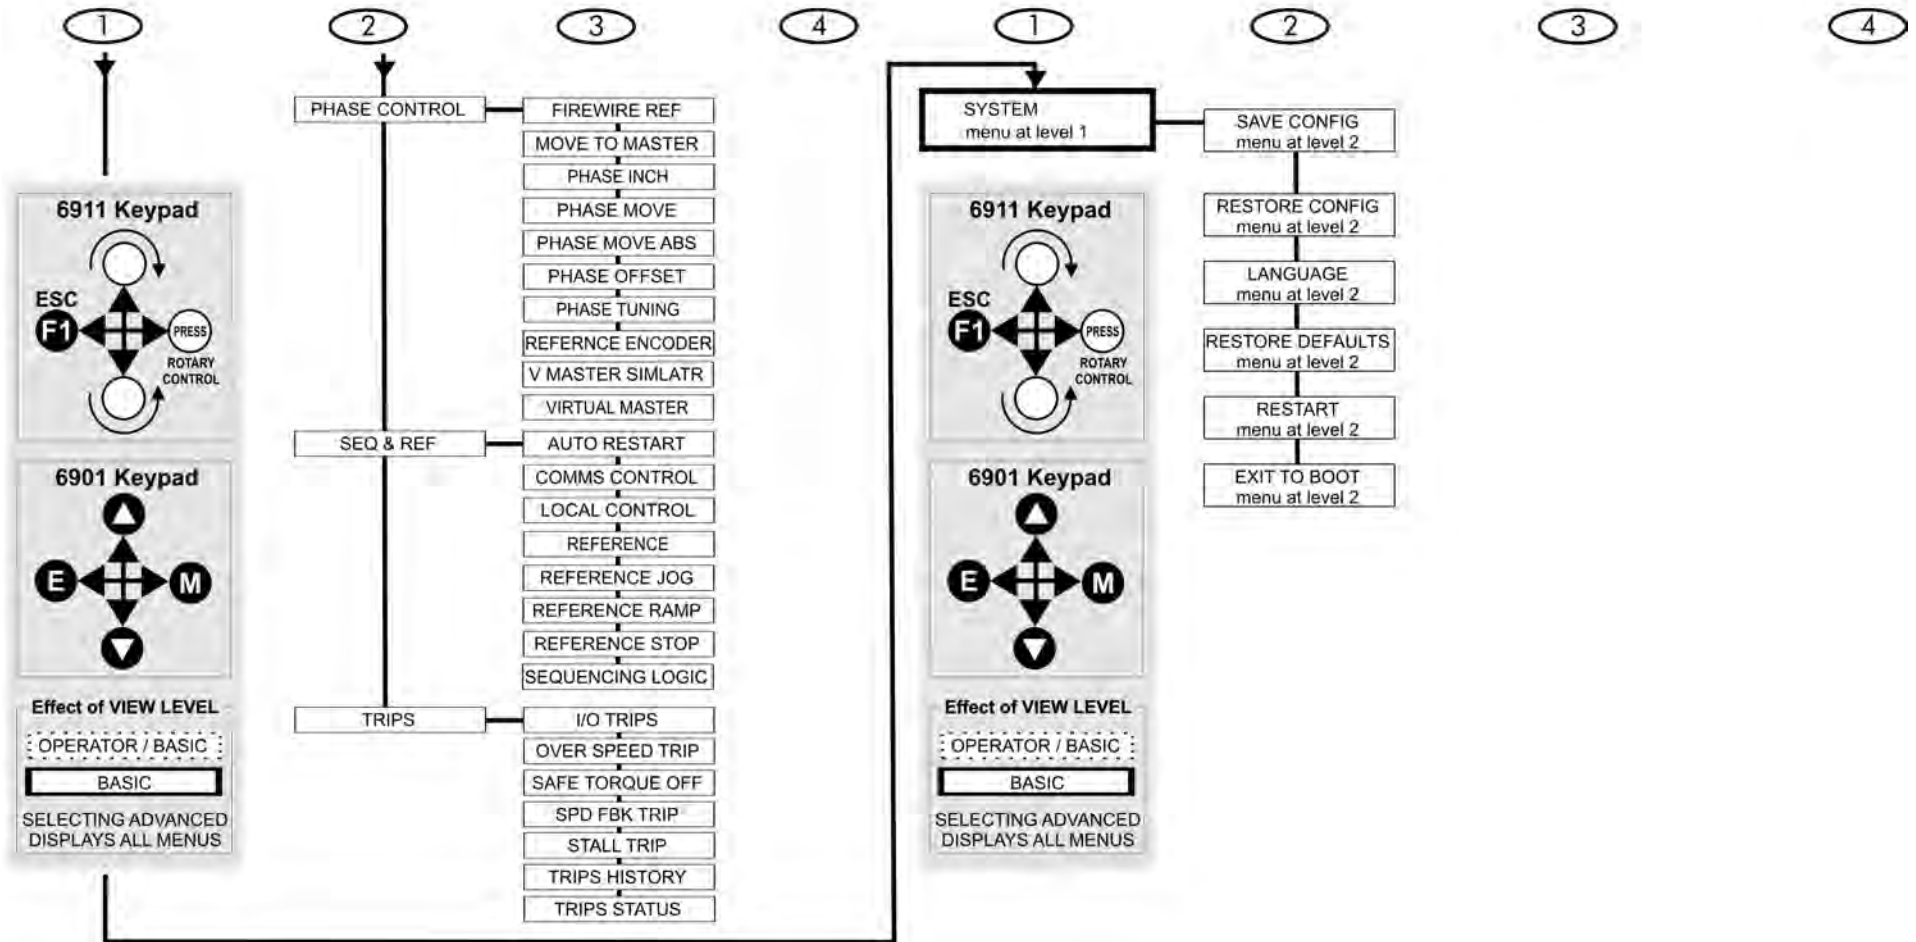 1
2
3
4
1
2
3
4
PHASE CONTROL
FIREWIRE REF
MOVE TO MASTER
PHASE INCH
PHASE MOVE
PHASE MOVE ABS
PHASE OFFSET
PHASE TUNING
REFERNCE ENCODER
V MASTER SIMLATR
VIRTUAL MASTER
SEQ & REF
AUTO RESTART
COMMS CONTROL
LOCAL CONTROL
REFERENCE
REFERENCE JOG
REFERENCE RAMP
REFERENCE STOP
SEQUENCING LOGIC
TRIPS
I/O TRIPS
OVER SPEED TRIP
SAFE TORQUE OFF
SPD FBK TRIP
STALL TRIP
TRIPS HISTORY
TRIPS STATUS
6911 Keypad
ESC
F1
PRESS
ROTARY
CONTROL
6901 Keypad
E
M
Effect of VIEW LEVEL
OPERATOR / BASIC
BASIC
SELECTING ADVANCED
DISPLAYS ALL MENUS
SYSTEM
menu at level 1
SAVE CONFIG
menu at level 2
RESTORE CONFIG
menu at level 2
LANGUAGE
menu at level 2
RESTORE DEFAULTS
menu at level 2
RESTART
menu at level 2
EXIT TO BOOT
menu at level 2
6911 Keypad
ESC
F1
PRESS
ROTARY
CONTROL
6901 Keypad
E
M
Effect of VIEW LEVEL
OPERATOR / BASIC
BASIC
SELECTING ADVANCED
DISPLAYS ALL MENUS